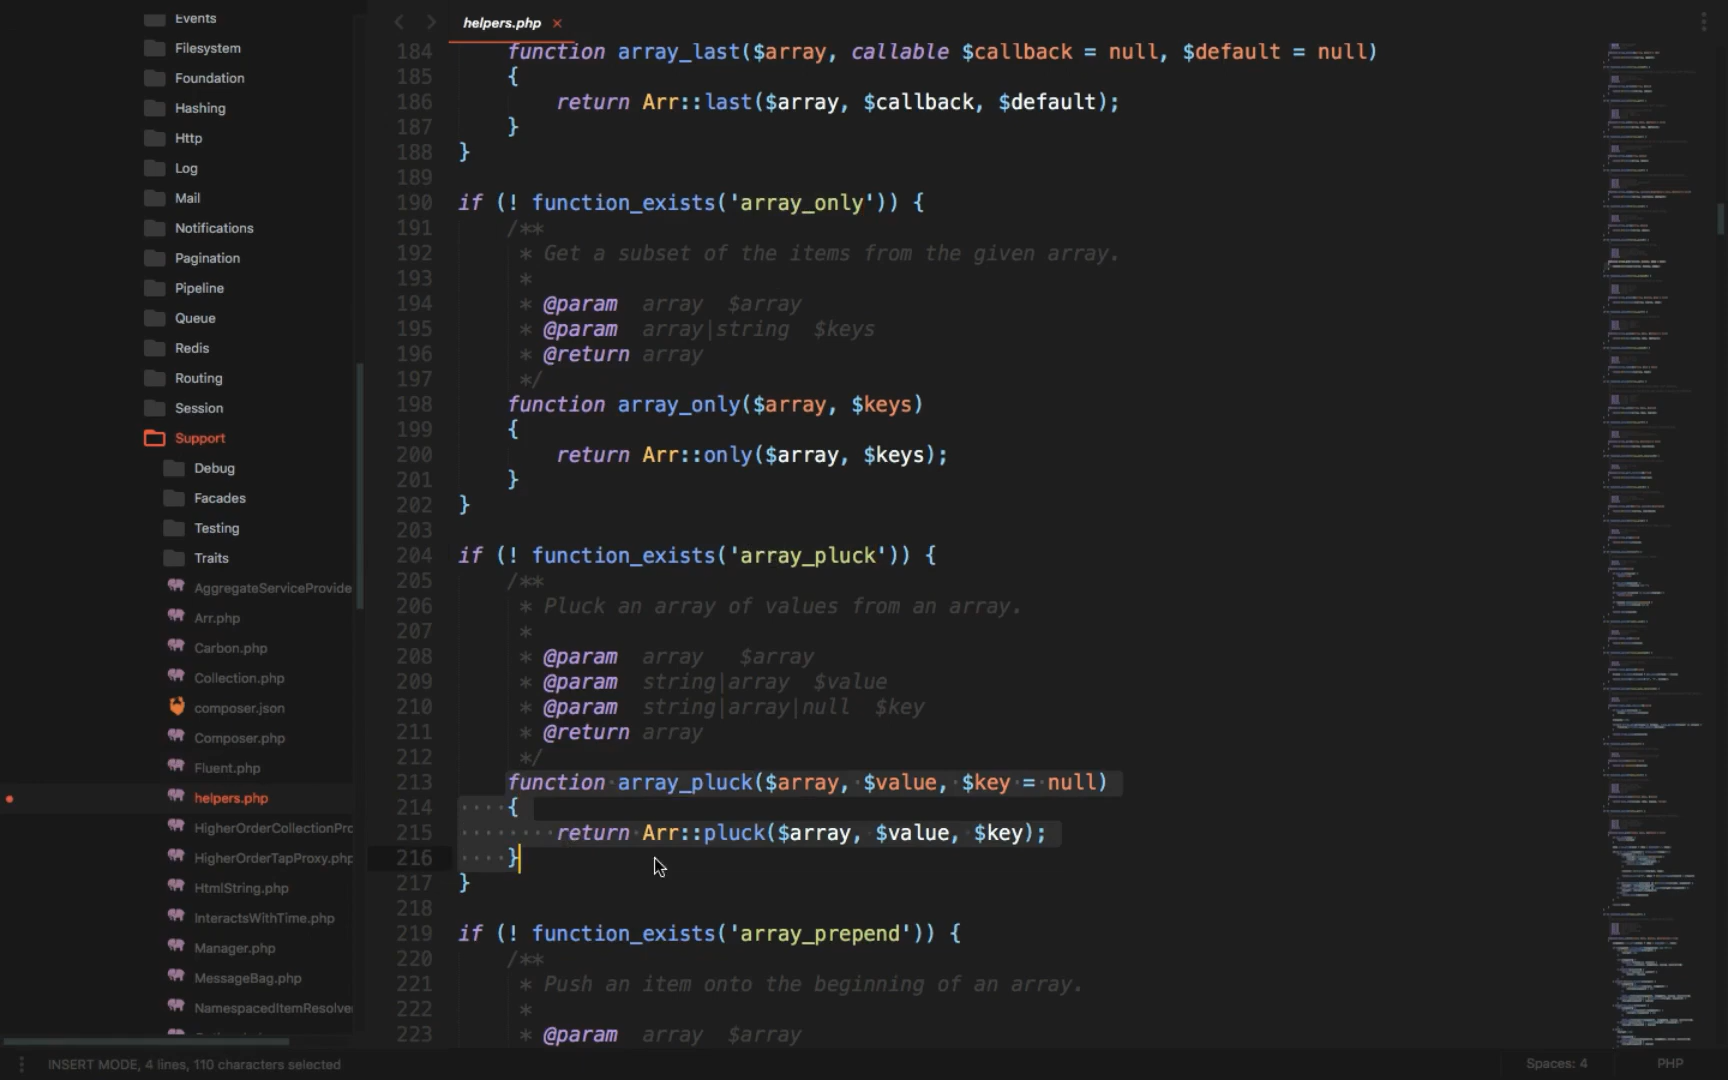 Events
Filesystem
Foundation
Hashing
Http
Log
Mail
Notifications
Pagination
Pipeline
Queue
Redis
Routing
Session
Support
Debug
Facades
Testing
Traits
AggregateServiceProvide
Arr.php
Carbon.php
Collection.php
composer.json
Composer.php
Fluent.php
helpers.php
HigherOrderCollectionPro
HigherOrderTapProxy.php
HtmlString.php
InteractsWithTime.php
Manager.php
MessageBag.php
NamespacedItemResolver
helpers.php ×
184 function array_last($array, callable $callback = null, $default = null)
185 {
186 return Arr::last($array, $callback, $default);
187 }
188 }
189
190 if (! function_exists('array_only')) {
191 /**
192 * Get a subset of the items from the given array.
193 *
194 * @param array $array
195 * @param array|string $keys
196 * @return array
197 */
198 function array_only($array, $keys)
199 {
200 return Arr::only($array, $keys);
201 }
202 }
203
204 if (! function_exists('array_pluck')) {
205 /**
206 * Pluck an array of values from an array.
207 *
208 * @param array $array
209 * @param string|array $value
210 * @param string|array|null $key
211 * @return array
212 */
213 function array_pluck($array, $value, $key = null)
214 {
215 return Arr::pluck($array, $value, $key);
216 }
217 }
218
219 if (! function_exists('array_prepend')) {
220 /**
221 * Push an item onto the beginning of an array.
222 *
223 * @param array $array
INSERT MODE, 4 lines, 110 characters selected
Spaces: 4
PHP